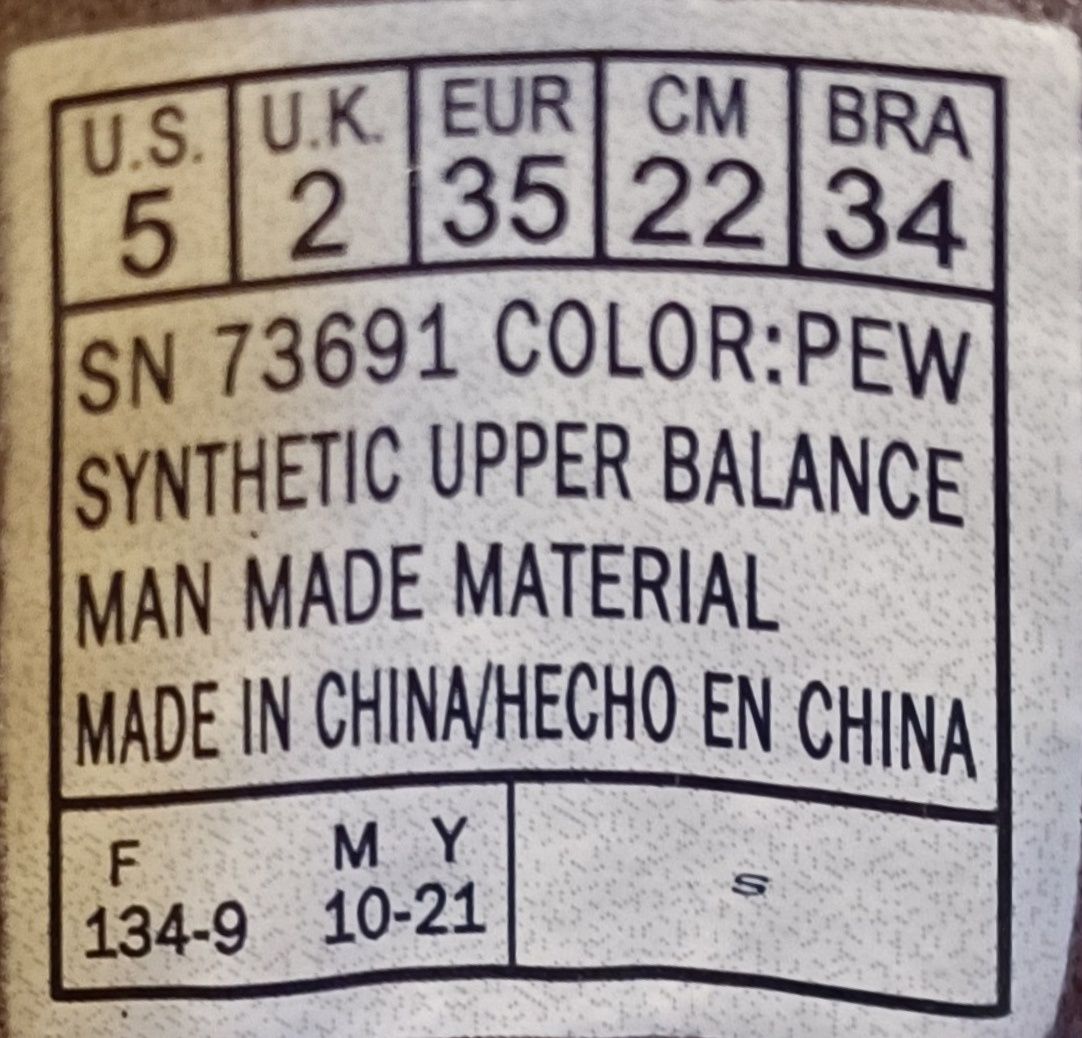 U.S. U.K. EUR CM BRA
5 2 35 22 34
SN 73691 COLOR:PEW
SYNTHETIC UPPER BALANCE
MAN MADE MATERIAL
MADE IN CHINA/HECHO EN CHINA
F M Y
134-9 10-21
S